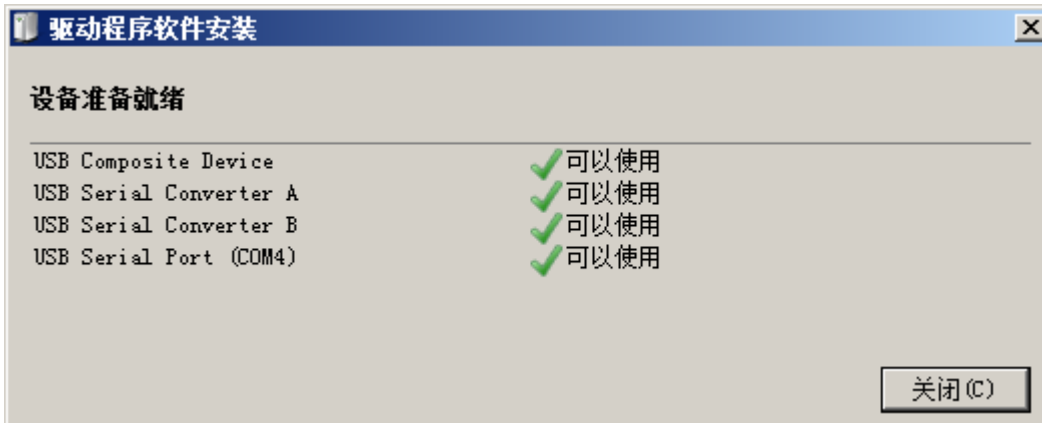 驱动程序软件安装
设备准备就绪
USB Composite Device 可以使用
USB Serial Converter A 可以使用
USB Serial Converter B 可以使用
USB Serial Port (COM4) 可以使用
关闭(C)